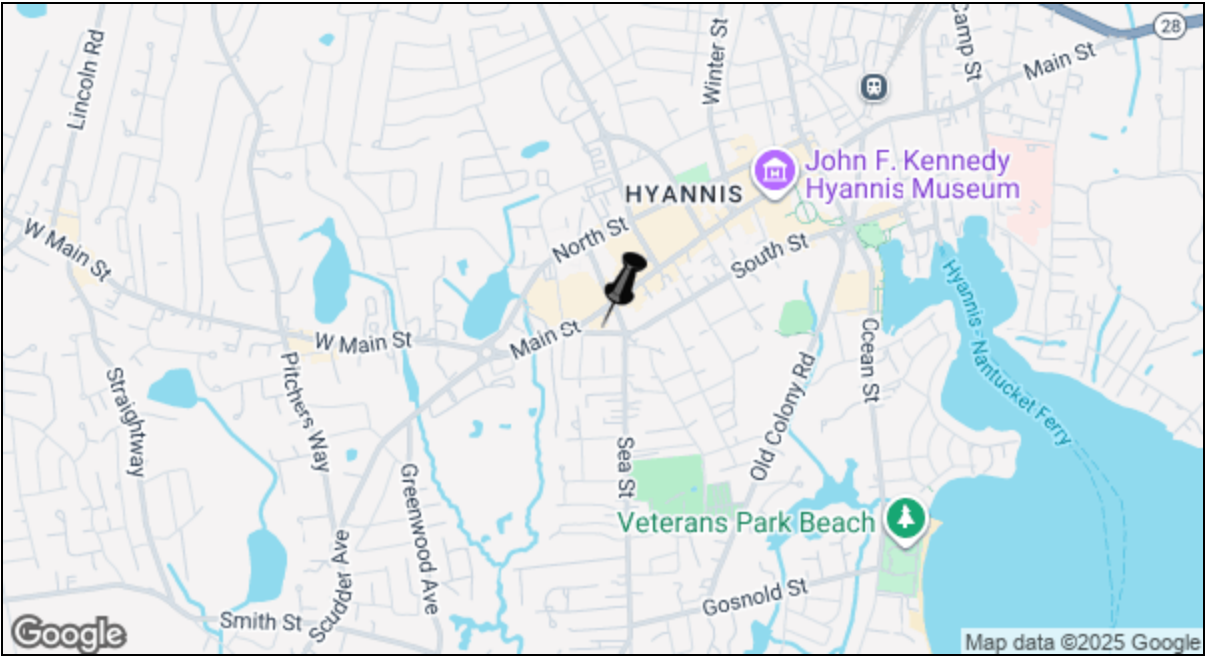 Lincoln Rd
Winter St
Camp St
28
Main St
John F. Kennedy
Hyannis Museum
HYANNIS
W Main St
North St
South St
Hyannis - Nantucket Ferry
W Main St
Main St
Straightway
Pitchers Way
Ocean St
Old Colony Rd
Sea St
Greenwood Ave
Veterans Park Beach
Scudder Ave
Gosnold St
Smith St
Google
Map data ©2025 Google